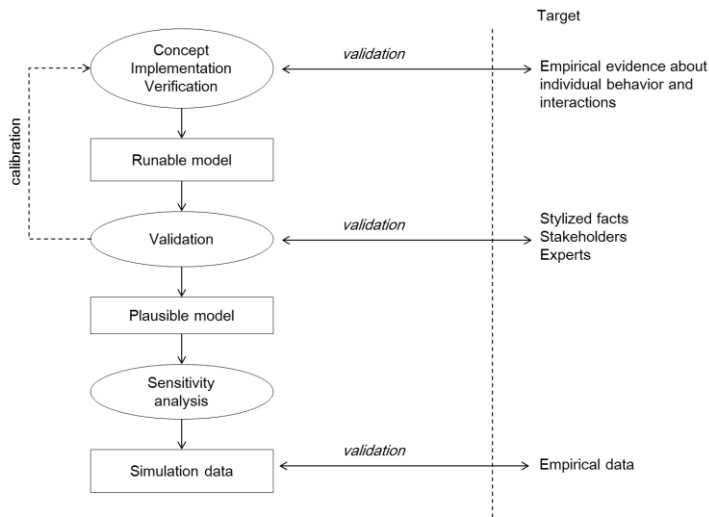 Target
Concept
Implementation
Verification
validation
Empirical evidence about
individual behavior and
interactions
calibration
Runable model
Validation
validation
Stylized facts
Stakeholders
Experts
Plausible model
Sensitivity
analysis
Simulation data
validation
Empirical data